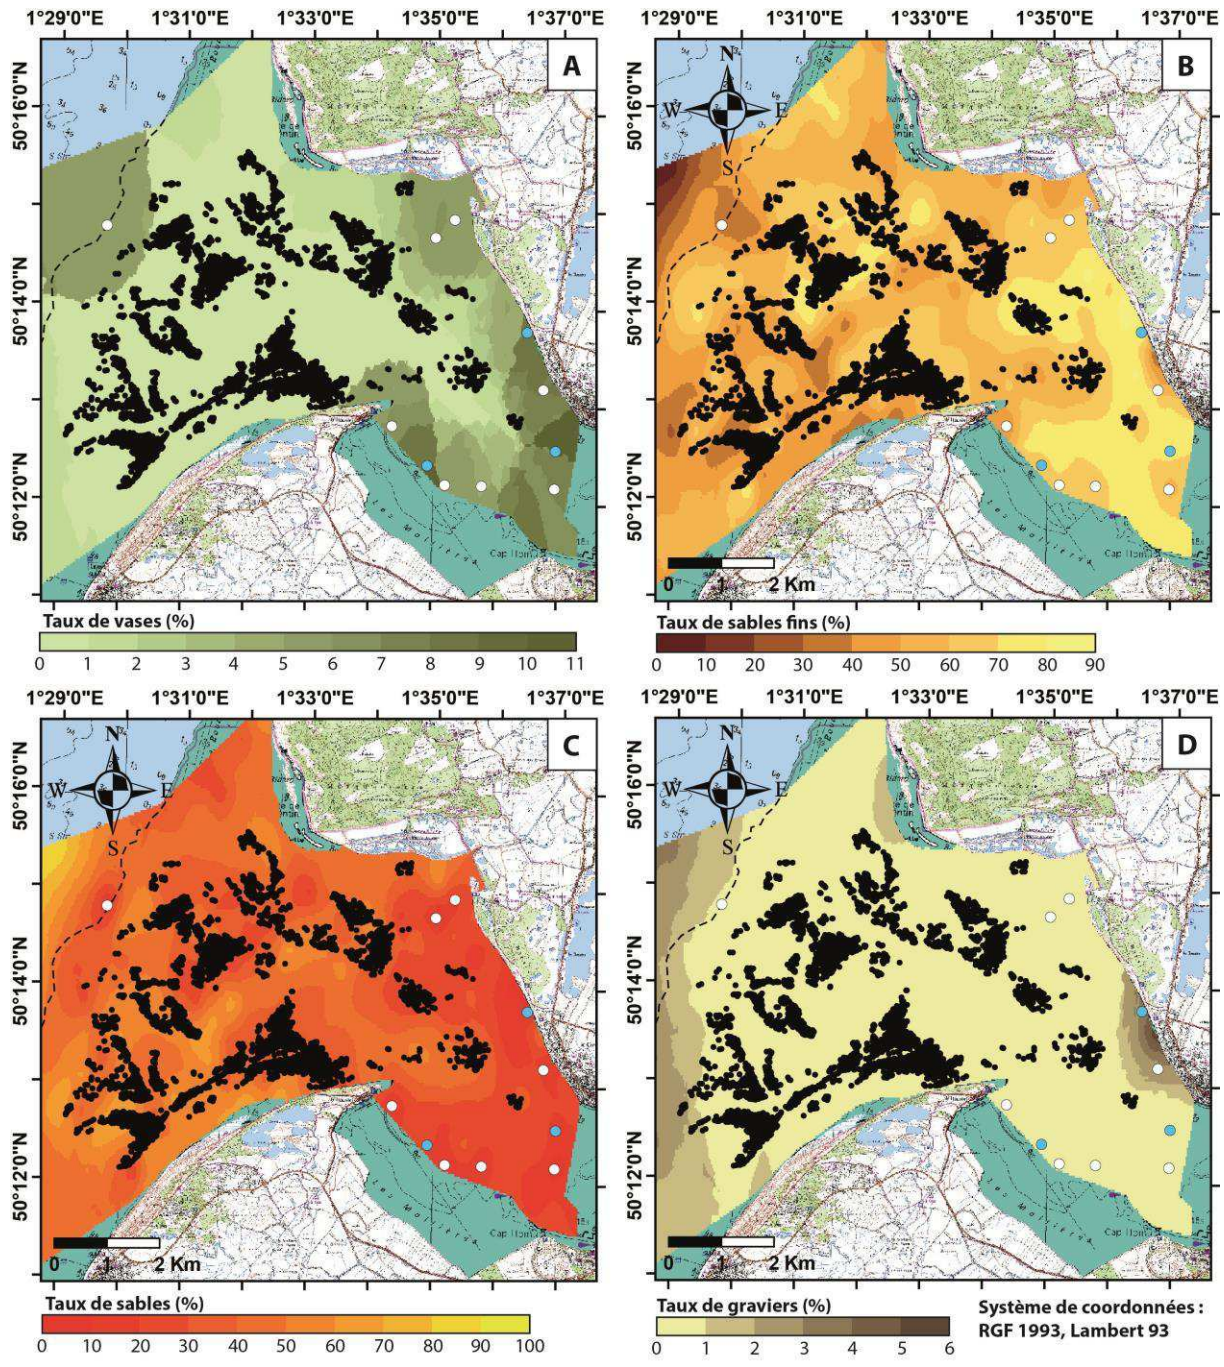 1°29'0"E 1°31'0"E 1°33'0"E 1°35'0"E 1°37'0"E
1°29'0"E 1°31'0"E 1°33'0"E 1°35'0"E 1°37'0"E
A
B
50°16'0"N
50°14'0"N
50°12'0"N
50°16'0"N
50°14'0"N
50°12'0"N
N
W E
S
Cap Horn
Cap Horn
0 1 2 Km
Taux de vases (%)
0 1 2 3 4 5 6 7 8 9 10 11
Taux de sables fins (%)
0 10 20 30 40 50 60 70 80 90
1°29'0"E 1°31'0"E 1°33'0"E 1°35'0"E 1°37'0"E
1°29'0"E 1°31'0"E 1°33'0"E 1°35'0"E 1°37'0"E
C
D
50°16'0"N
50°14'0"N
50°12'0"N
50°16'0"N
50°14'0"N
50°12'0"N
N
W E
S
N
W E
S
Cap Horn
Cap Horn
0 1 2 Km
0 1 2 Km
Taux de sables (%)
0 10 20 30 40 50 60 70 80 90 100
Taux de graviers (%)
0 1 2 3 4 5 6
Système de coordonnées :
RGF 1993, Lambert 93